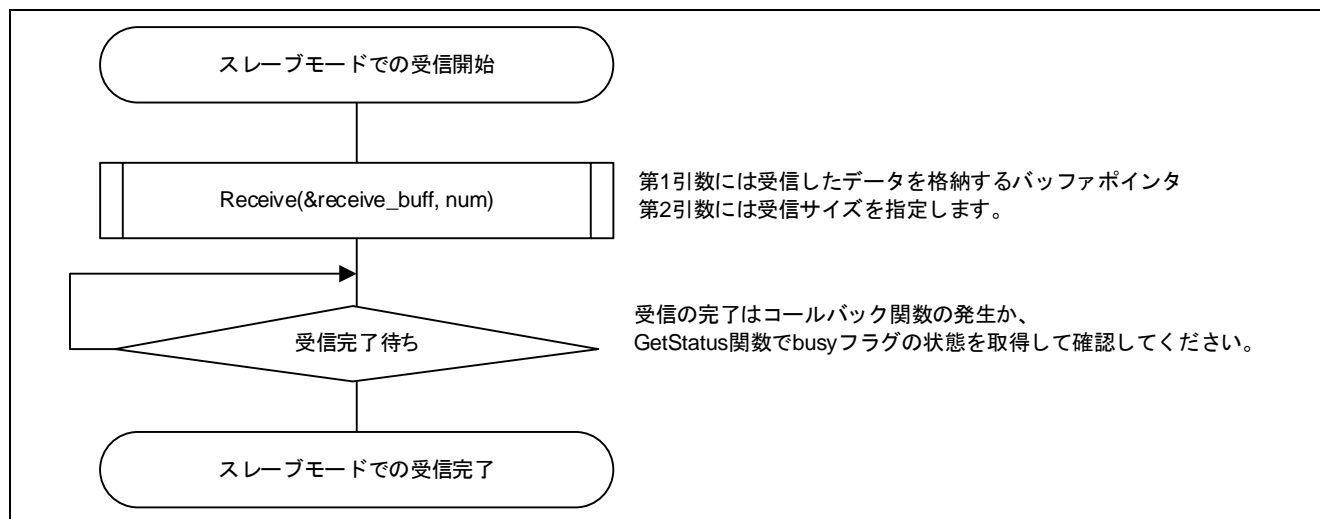 スレーブモードでの受信開始
Receive(&receive_buff, num)
第1引数には受信したデータを格納するバッファポインタ
第2引数には受信サイズを指定します。
受信完了待ち
受信の完了はコールバック関数の発生か、
GetStatus関数でbusyフラグの状態を取得して確認してください。
スレーブモードでの受信完了